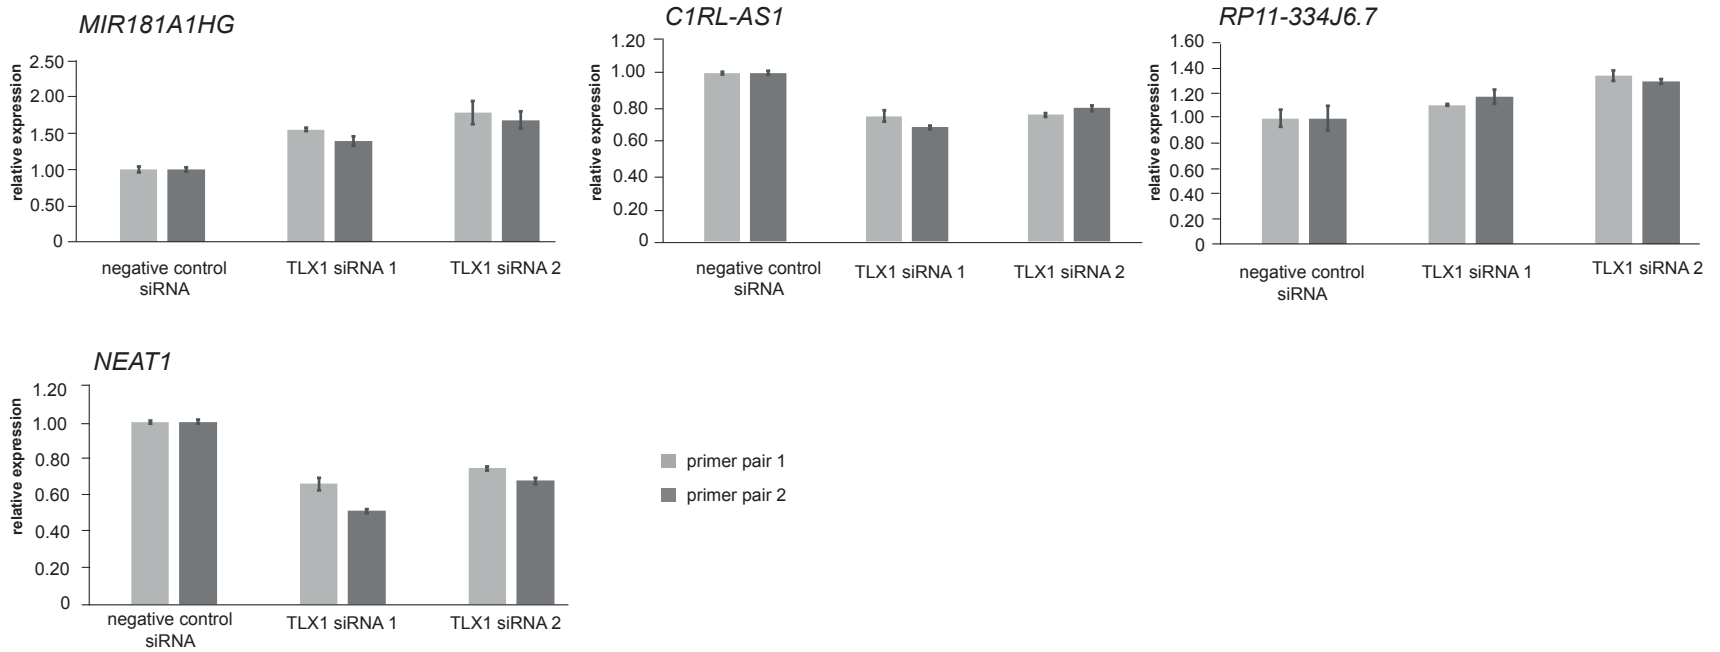 MIR181A1HG
relative expression
2.50
2.00
1.50
1.00
0.50
0
negative control
siRNA
TLX1 siRNA 1
TLX1 siRNA 2
C1RL-AS1
relative expression
1.20
1.00
0.80
0.60
0.40
0.20
0
negative control
siRNA
TLX1 siRNA 1
TLX1 siRNA 2
RP11-334J6.7
relative expression
1.60
1.40
1.20
1.00
0.80
0.60
0.40
0.20
0
negative control
siRNA
TLX1 siRNA 1
TLX1 siRNA 2
NEAT1
relative expression
1.20
1.00
0.80
0.60
0.40
0.20
0
negative control
siRNA
TLX1 siRNA 1
TLX1 siRNA 2
primer pair 1
primer pair 2